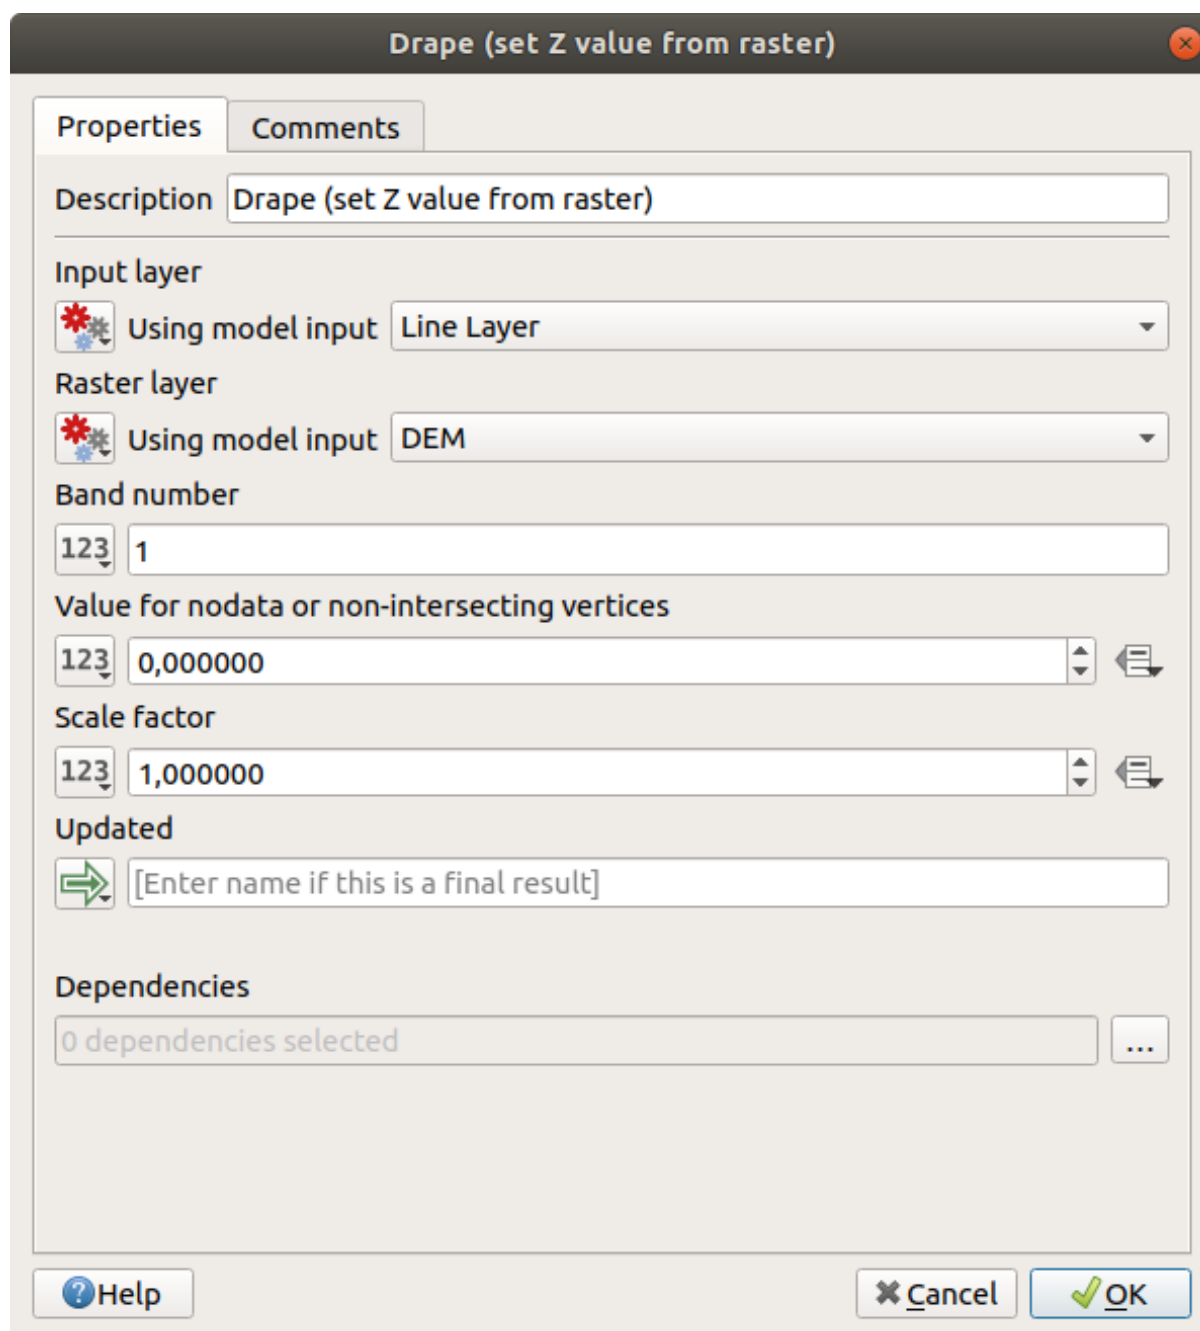 Drape (set Z value from raster)
Properties Comments
Description Drape (set Z value from raster)
Input layer
Using model input Line Layer
Raster layer
Using model input DEM
Band number
123 1
Value for nodata or non-intersecting vertices
123 0,000000
Scale factor
123 1,000000
Updated
[Enter name if this is a final result]
Dependencies
0 dependencies selected ...
Help Cancel OK